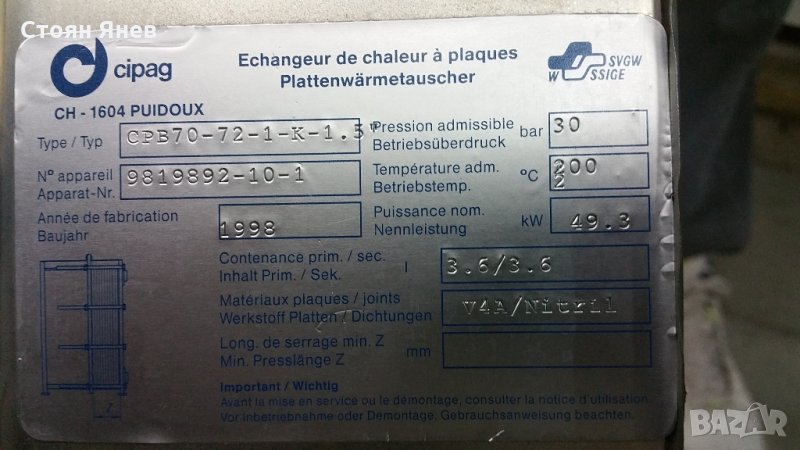 Стоян Янев
cipag
Echangeur de chaleur à plaques
Plattenwärmetauscher
SVGW
W SSIGE
CH - 1604 PUIDOUX
Type / Typ CPB70-72-1-K-1.5"
Pression admissible
Betriebsüberdruck bar 30
N° appareil
Apparat-Nr. 9819892-10-1
Température adm.
Betriebstemp. °C 200
2
Année de fabrication
Baujahr 1998
Puissance nom.
Nennleistung kW 49.3
Contenance prim. / sec.
Inhalt Prim. / Sek. l 3.6/3.6
Matériaux plaques / joints
Werkstoff Platten / Dichtungen V4A/Nitril
Long. de serrage min. Z
Min. Presslänge Z mm
Z
Important / Wichtig
Avant la mise en service ou le démontage, consulter la notice d'utilisation.
Vor Inbetriebnahme oder Demontage, Gebrauchsanweisung beachten.
BAZAR